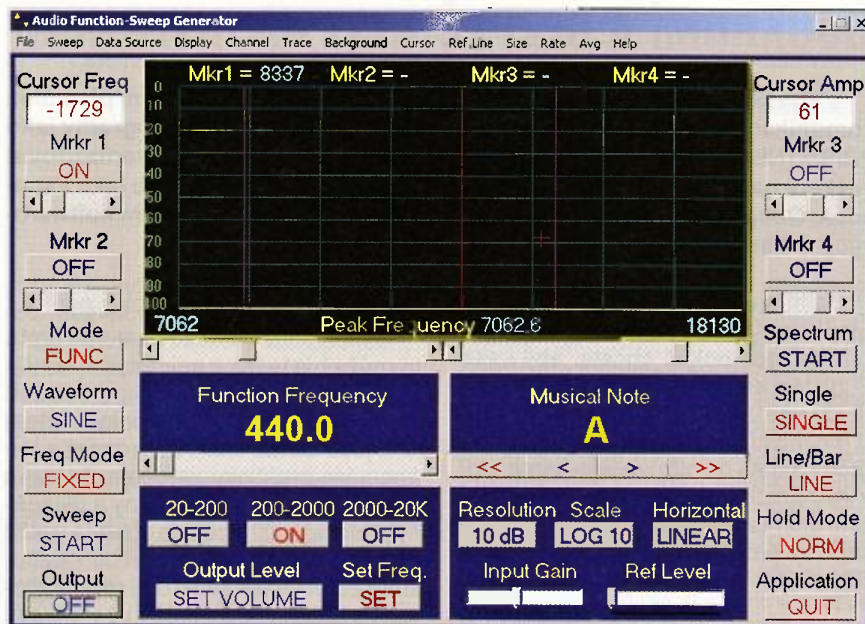 Audio Function-Sweep Generator
File Sweep Data Source Display Channel Trace Background Cursor Ref.Line Size Rate Avg Help
Cursor Freq
-1729
Mrkr 1
ON
Mrkr 2
OFF
Mode
FUNC
Waveform
SINE
Freq Mode
FIXED
Sweep
START
Output
OFF
Mkr1 = 8337 Mkr2 = - Mkr3 = - Mkr4 = -
0
10
20
30
40
50
60
70
80
90
100
7062 Peak Frequency 7062.6 18130
Function Frequency
440.0
Musical Note
A
<< < > >>
20-200 200-2000 2000-20K
OFF ON OFF
Output Level Set Freq.
SET VOLUME SET
Resolution Scale Horizontal
10 dB LOG 10 LINEAR
Input Gain Ref Level
Cursor Amp
61
Mrkr 3
OFF
Mrkr 4
OFF
Spectrum
START
Single
SINGLE
Line/Bar
LINE
Hold Mode
NORM
Application
QUIT